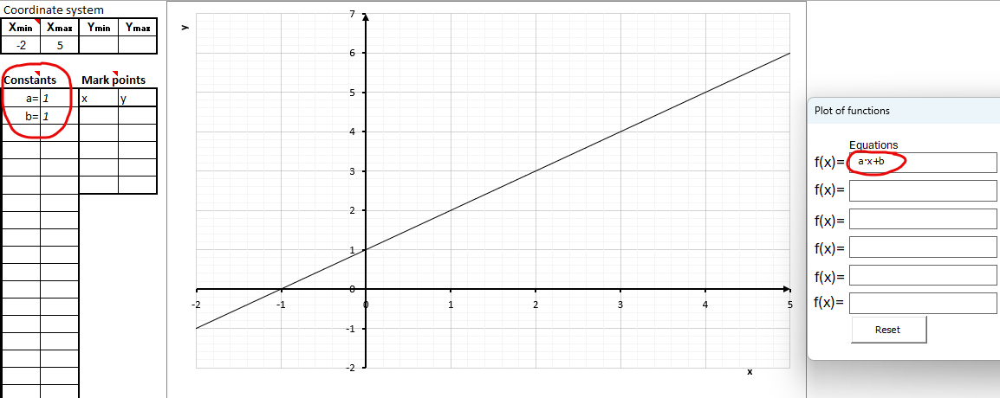 Coordinate system
Xmin Xmax Ymin Ymax
-2 5
Constants Mark points
a= 1 x y
b= 1
y
7
6
5
4
3
2
1
0
-1
-2
-2 -1 0 1 2 3 4 5
x
Plot of functions
Equations
f(x)= a*x+b
f(x)=
f(x)=
f(x)=
f(x)=
f(x)=
Reset